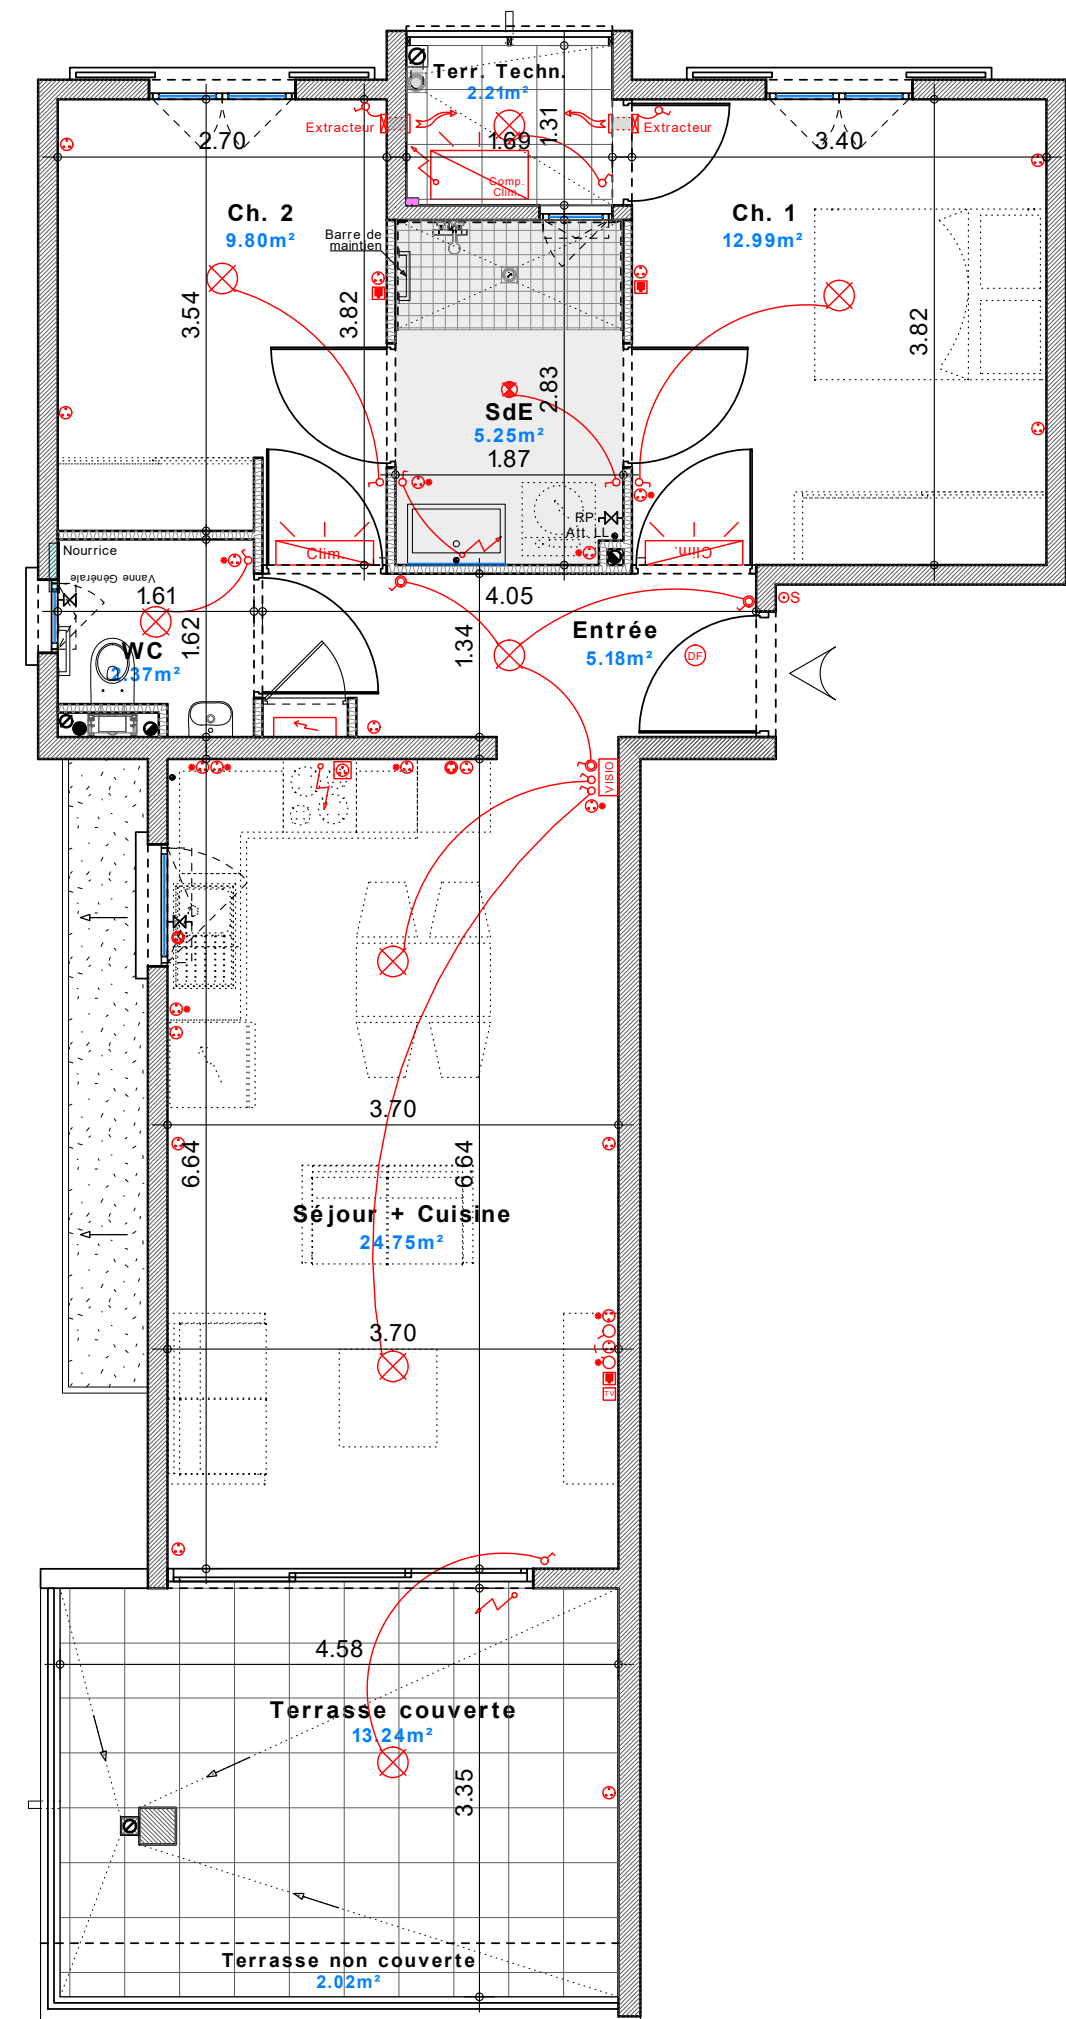 Terr. Techn.
2.21m²
1.31
1.69
Extracteur
Extracteur
Comp.
Clim.
2.70
3.40
Ch. 2
9.80m²
Ch. 1
12.99m²
Barre de
maintien
3.54
3.82
3.82
2.83
SdE
5.25m²
1.87
RP
Att. LL
Clim.
Clim.
Nourrice
Vanne Générale
1.61
1.62
WC
2.37m²
4.05
1.34
Entrée
5.18m²
DF
S
VISIO
3.70
6.64
6.64
Séjour + Cuisine
24.75m²
3.70
TV
4.58
Terrasse couverte
13.24m²
3.35
Terrasse non couverte
2.02m²